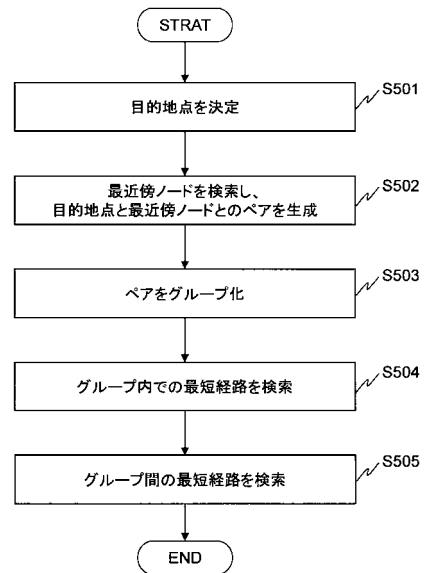 STRAT
S501
目的地点を決定
S502
最近傍ノードを検索し、
目的地点と最近傍ノードとのペアを生成
S503
ペアをグループ化
S504
グループ内での最短経路を検索
S505
グループ間の最短経路を検索
END